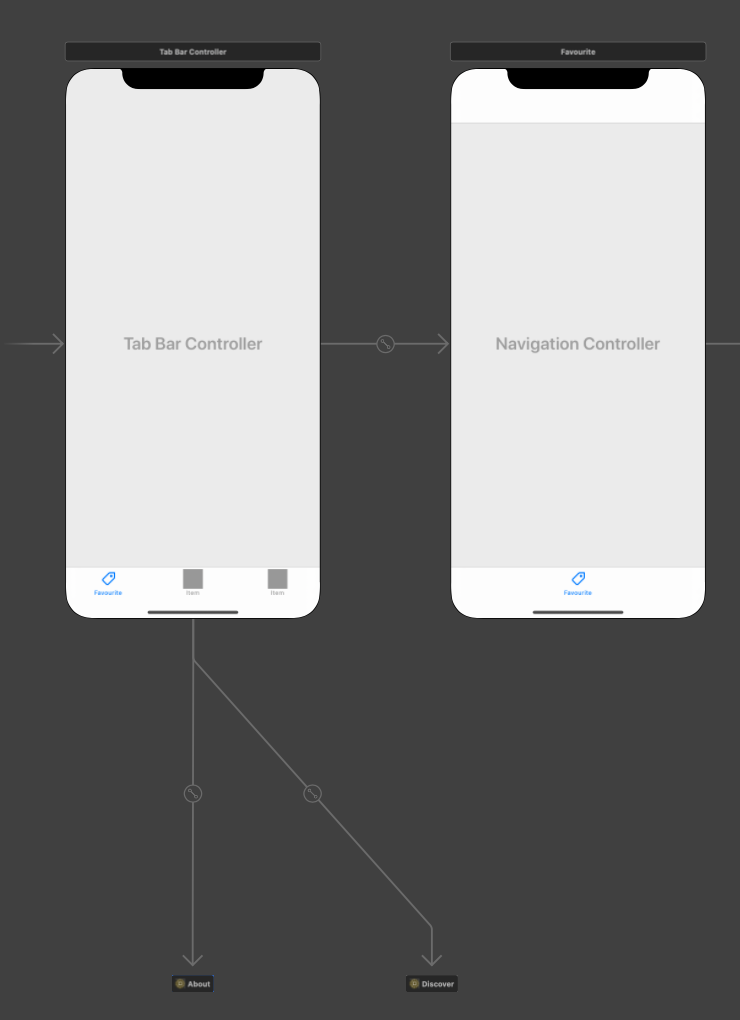 Tab Bar Controller
Favourite
Tab Bar Controller
Navigation Controller
Favourite
Item
Item
Favourite
About
Discover